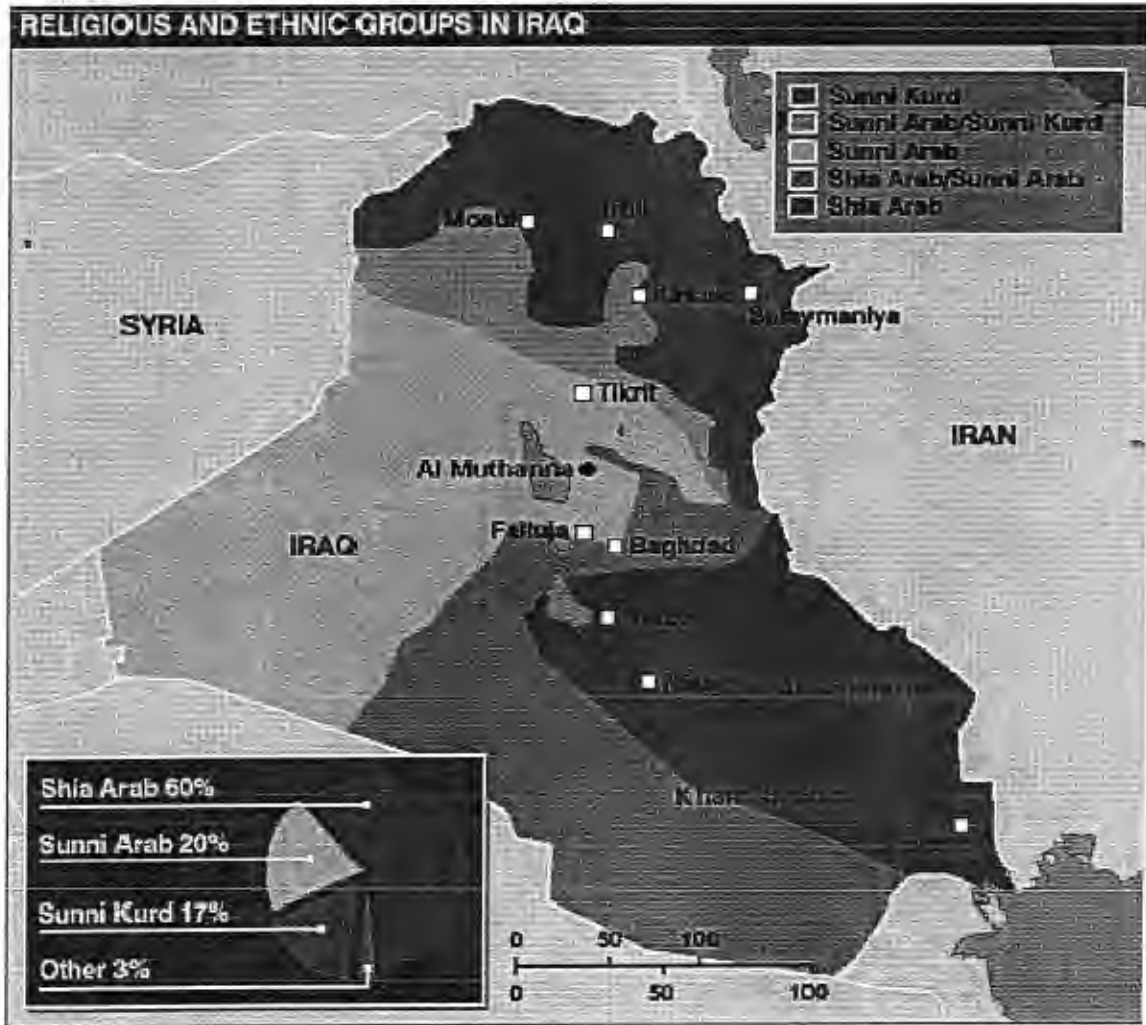 RELIGIOUS AND ETHNIC GROUPS IN IRAQ
Sunni Kurd
Sunni Arab/Sunni Kurd
Sunni Arab
Shia Arab/Sunni Arab
Shia Arab
Mosul
Irbil
SYRIA
Sulaymaniya
Tikrit
IRAN
Al Muthanna
IRAQ
Falluja
Baghdad
Shia Arab 60%
Sunni Arab 20%
Sunni Kurd 17%
Other 3%
0 50 100
0 50 100